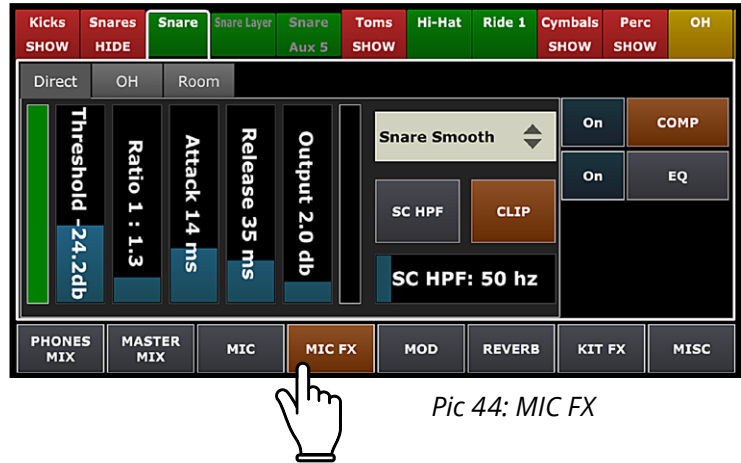 Kicks Snares Snare Snare Layer Snare Toms Hi-Hat Ride 1 Cymbals Perc OH
SHOW HIDE Aux 5 SHOW SHOW SHOW
Direct OH Room
Threshold -24.2db
Ratio 1 : 1.3
Attack 14 ms
Release 35 ms
Output 2.0 db
Snare Smooth
SC HPF CLIP
SC HPF: 50 hz
On COMP
On EQ
PHONES MIX
MASTER MIX
MIC
MIC FX
MOD
REVERB
KIT FX
MISC
Pic 44: MIC FX